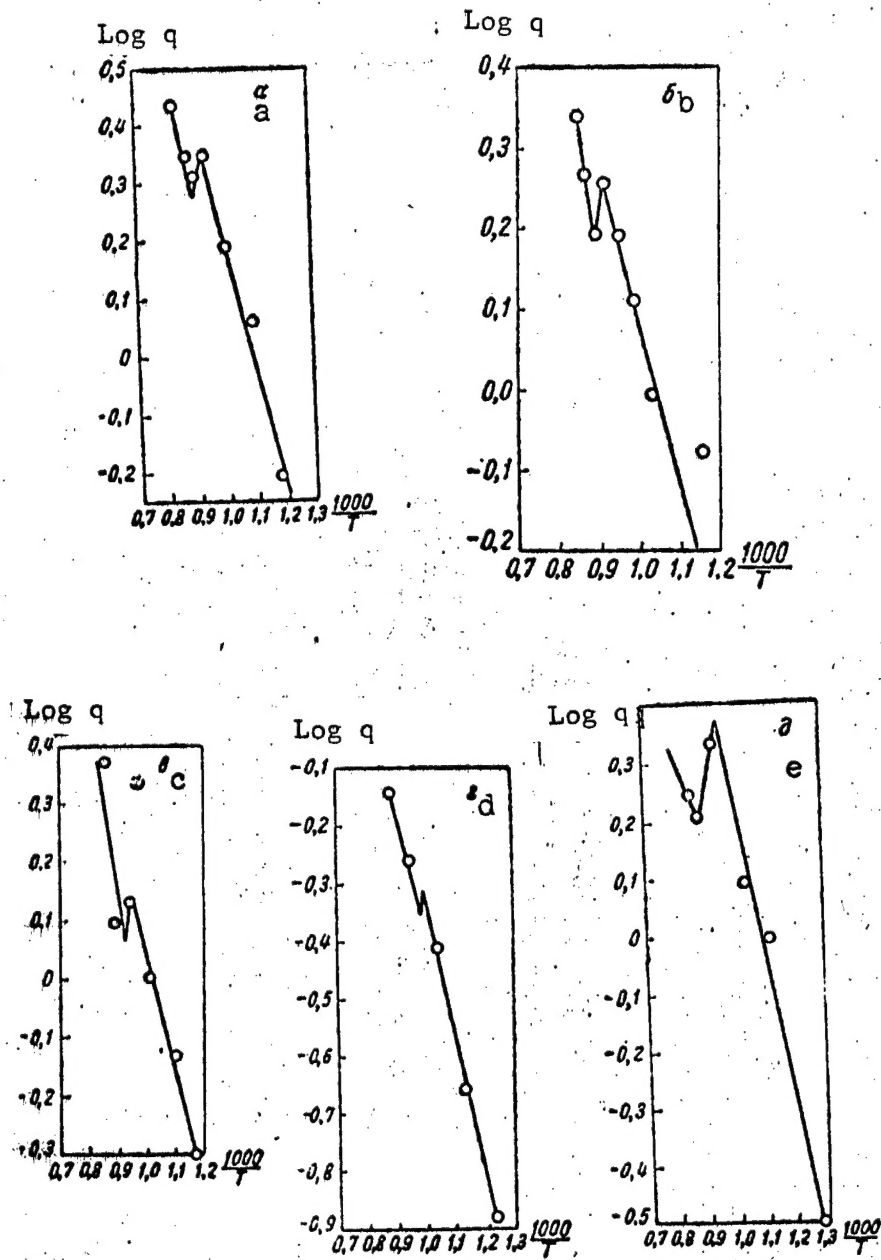 Log q
0,5
0,4
0,3
0,2
0,1
0
-0,1
-0,2
0,7 0,8 0,9 1,0 1,1 1,2 1,3 1000/T
а
a
Log q
0,4
0,3
0,2
0,1
0,0
-0,1
-0,2
0,7 0,8 0,9 1,0 1,1 1,2 1000/T
б b
Log q
0,4
0,3
0,2
0,1
0
-0,1
-0,2
-0,3
0,7 0,8 0,9 1,0 1,1 1,2 1000/T
в c
Log q
-0,1
-0,2
-0,3
-0,4
-0,5
-0,6
-0,7
-0,8
-0,9
0,7 0,8 0,9 1,0 1,1 1,2 1,3 1000/T
г d
Log q
0,3
0,2
0,1
0
-0,1
-0,2
-0,3
-0,4
-0,5
0,7 0,8 0,9 1,0 1,1 1,2 1,3 1000/T
д
e